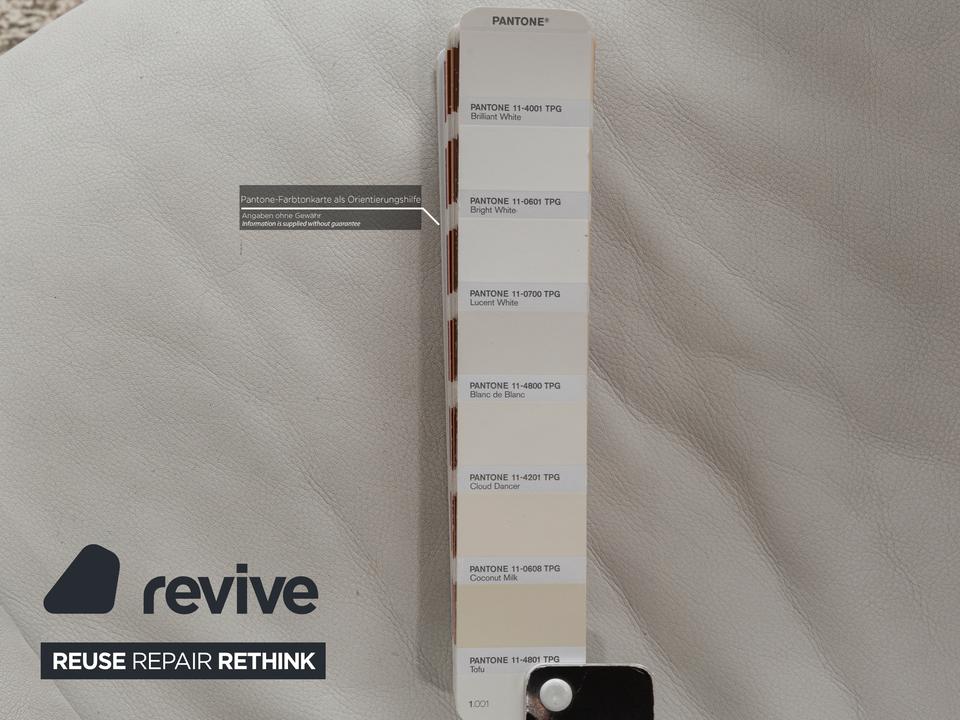 PANTONE®
PANTONE 11-4001 TPG
Brilliant White
PANTONE 11-0601 TPG
Bright White
Pantone-Farbtonkarte als Orientierungshilfe
Angaben ohne Gewähr
Information is supplied without guarantee
PANTONE 11-0700 TPG
Lucent White
PANTONE 11-4800 TPG
Blanc de Blanc
PANTONE 11-4201 TPG
Cloud Dancer
PANTONE 11-0608 TPG
Coconut Milk
PANTONE 11-4801 TPG
Tofu
1.001
revive
REUSE REPAIR RETHINK